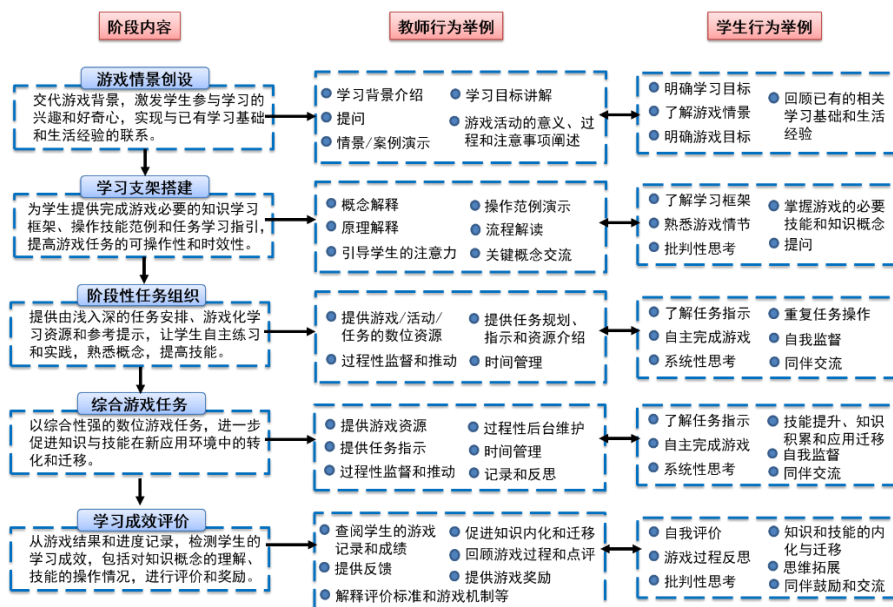 阶段内容
教师行为举例
学生行为举例
游戏情景创设
交代游戏背景，激发学生参与学习的
兴趣和好奇心，实现与已有学习基础
和生活经验的联系。
学习背景介绍
提问
情景/案例演示
学习目标讲解
游戏活动的意义、过
程和注意事项阐述
明确学习目标
了解游戏情景
明确游戏目标
回顾已有的相关
学习基础和生活
经验
学习支架搭建
为学生提供完成游戏必要的知识学习
框架、操作技能范例和任务学习指引，
提高游戏任务的可操作性和时效性。
概念解释
原理解释
引导学生的注意力
操作范例演示
流程解读
关键概念交流
了解学习框架
熟悉游戏情节
批判性思考
掌握游戏的必要
技能和知识概念
提问
阶段性任务组织
提供由浅入深的任务安排、游戏化学
习资源和参考提示，让学生自主练习
和实践，熟悉概念，提高技能。
提供游戏/活动/
任务的数位资源
过程性监督和推动
提供任务规划、
指示和资源介绍
时间管理
了解任务指示
自主完成游戏
系统性思考
重复任务操作
自我监督
同伴交流
综合游戏任务
以综合性强的数位游戏任务，进一步
促进知识与技能在新应用环境中的转
化和迁移。
提供游戏资源
提供任务指示
过程性监督和推动
过程性后台维护
时间管理
记录和反思
了解任务指示
自主完成游戏
系统性思考
技能提升、知识
积累和应用迁移
自我监督
同伴交流
学习成效评价
从游戏结果和进度记录，检测学生的
学习成效，包括对知识概念的理解、
技能的操作情况，进行评价和奖励。
查阅学生的游戏
记录和成绩
提供反馈
解释评价标准和游戏机制等
促进知识内化和迁移
回顾游戏过程和点评
提供游戏奖励
自我评价
游戏过程反思
批判性思考
知识和技能的内
化与迁移
思维拓展
同伴鼓励和交流